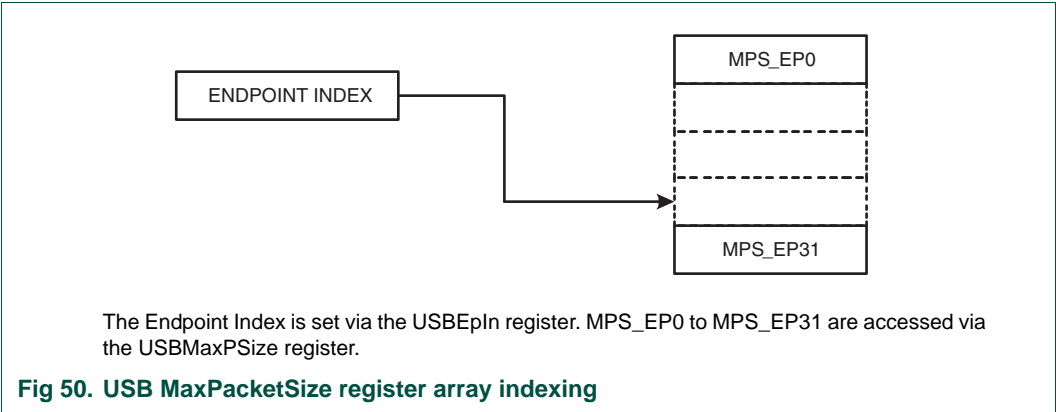 MPS_EP0
ENDPOINT INDEX
MPS_EP31
The Endpoint Index is set via the USBEpIn register. MPS_EP0 to MPS_EP31 are accessed via
the USBMaxPSize register.
Fig 50. USB MaxPacketSize register array indexing